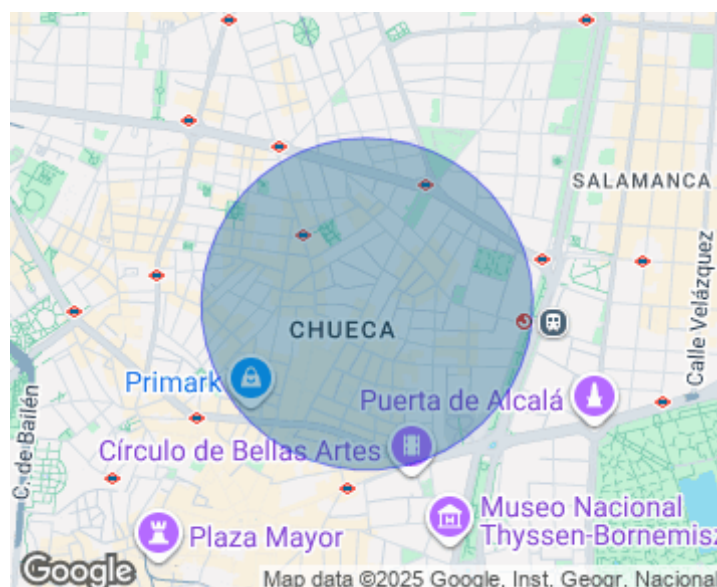 SALAMANCA
CHUECA
Calle Velázquez
Primark
Puerta de Alcalá
C. de Bailén
Círculo de Bellas Artes
Museo Nacional
Thyssen-Bornemisz
Plaza Mayor
Google
Map data ©2025 Google, Inst. Geogr. Nacional